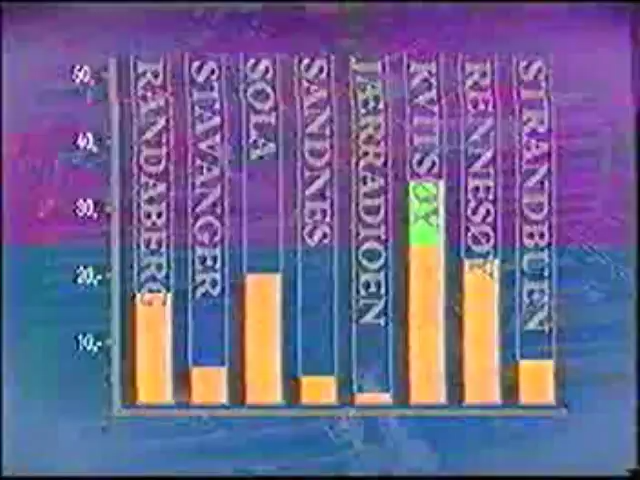 50,-
40,-
30,-
20,-
10,-
RANDABERG
STAVANGER
SOLA
SANDNES
JÆRRADIOEN
KVITSØY
RENNESØY
STRANDBUEN